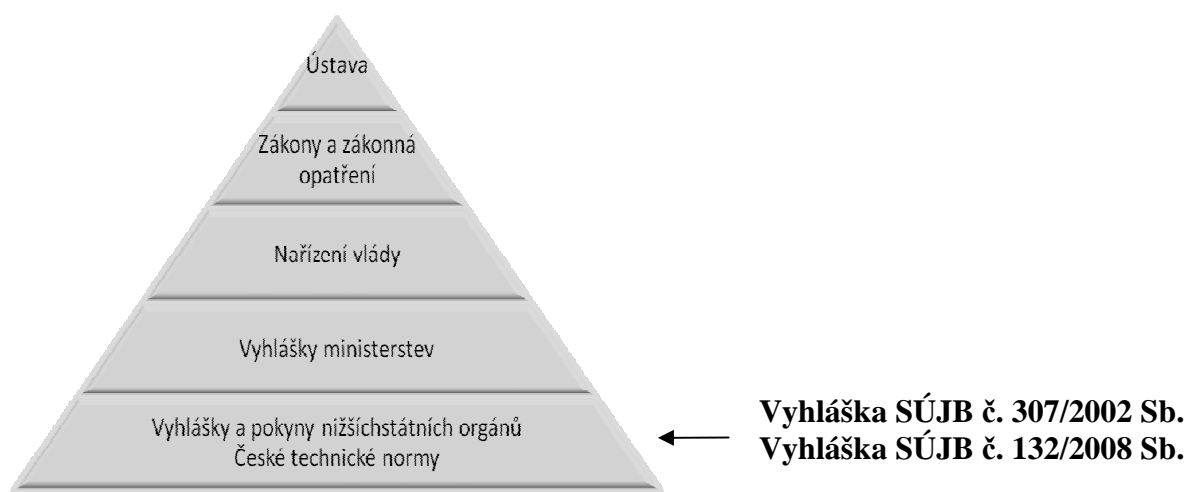 Ústava
Zákony a zákonná
opatření
Nařízení vlády
Vyhlášky ministerstev
Vyhlášky a pokyny nižšíchstátních orgánů
České technické normy
Vyhláška SÚJB č. 307/2002 Sb.
Vyhláška SÚJB č. 132/2008 Sb.